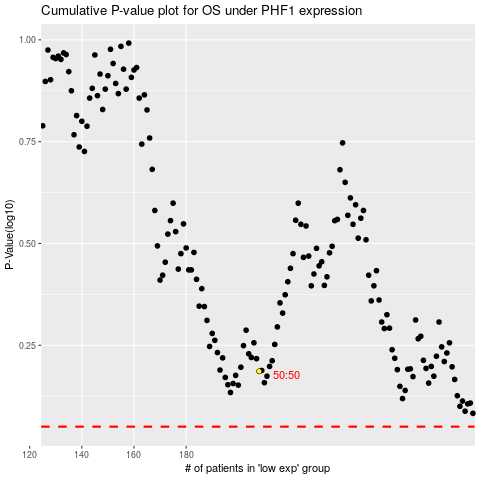 Cumulative P-value plot for OS under PHF1 expression
P-Value(log10)
1.00
0.75
0.50
0.25
50:50
120 140 160 180
# of patients in 'low exp' group